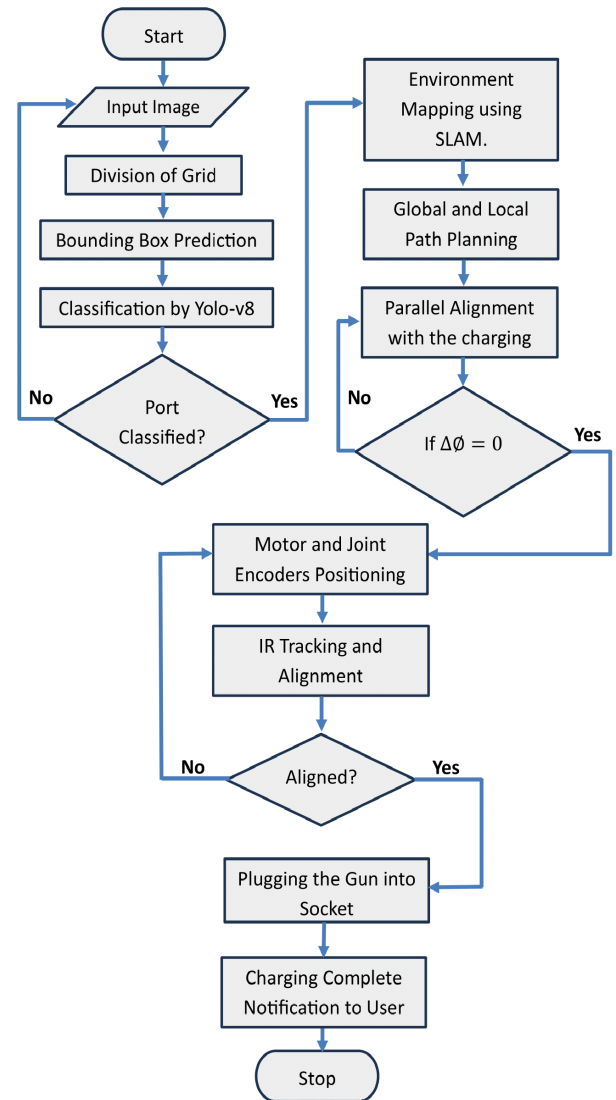 Start
Input Image
Division of Grid
Bounding Box Prediction
Classification by Yolo-v8
Port
Classified?
No
Yes
Environment
Mapping using
SLAM.
Global and Local
Path Planning
Parallel Alignment
with the charging
If ΔØ = 0
No
Yes
Motor and Joint
Encoders Positioning
IR Tracking and
Alignment
Aligned?
No
Yes
Plugging the Gun into
Socket
Charging Complete
Notification to User
Stop